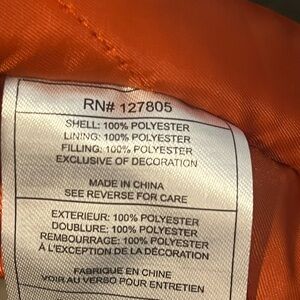 RN# 127805
SHELL: 100% POLYESTER
LINING: 100% POLYESTER
FILLING: 100% POLYESTER
EXCLUSIVE OF DECORATION
MADE IN CHINA
SEE REVERSE FOR CARE
EXTERIEUR: 100% POLYESTER
DOUBLURE: 100% POLYESTER
REMBOURRAGE: 100% POLYESTER
À L'EXCEPTION DE LA DÉCORATION
FABRIQUE EN CHINE
VOIR AU VERSO POUR ENTRETIEN